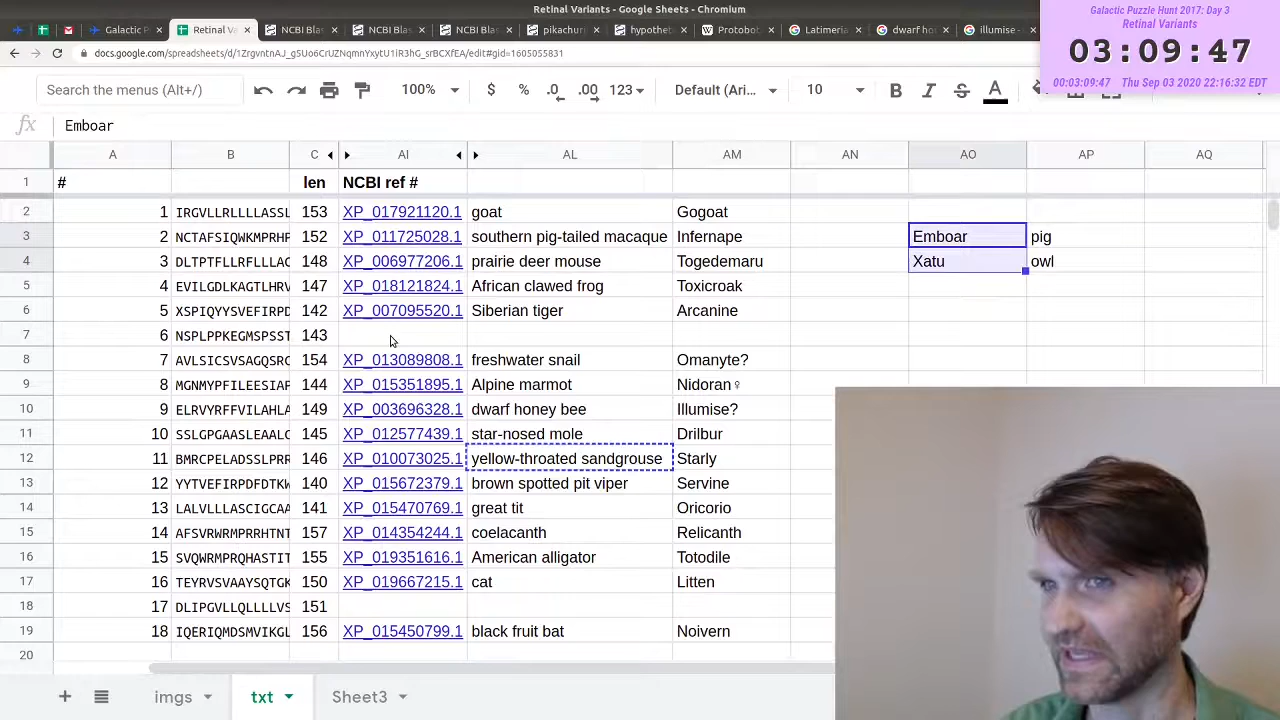 Retinal Variants - Google Sheets - Chromium
Galactic Puzzle Hunt 2017: Day 3
Retinal Variants
03:09:47
00:03:09:47 Thu Sep 03 2020 22:16:32 EDT
Galactic P Retinal Va NCBI Blas NCBI Blas NCBI Blas pikachurin hypothet Protobot Latimeria dwarf ho illumise -
docs.google.com/spreadsheets/d/1ZrgvntnAJ_g5Uo6CrUZNqmnYxytU1iR3hG_srBCXfEA/edit#gid=1605055831
Search the menus (Alt+/) 100% $ % .0 .00 123 Default (Ari... 10 B I S A
fx Emboar
A B C AI AL AM AN AO AP AQ
1 # len NCBI ref #
2 1 IRGVLLRLLLLASSL 153 XP_017921120.1 goat Gogoat
3 2 NCTAFSIQWKMPRHP 152 XP_011725028.1 southern pig-tailed macaque Infernape Emboar pig
4 3 DLTPTFLLRFLLLAG 148 XP_006977206.1 prairie deer mouse Togedemaru Xatu owl
5 4 EVILGDLKAGTLHRV 147 XP_018121824.1 African clawed frog Toxicroak
6 5 XSPIQYYSVEFIRPD 142 XP_007095520.1 Siberian tiger Arcanine
7 6 NSPLPPKEGMSPSST 143
8 7 AVLSICSVSAGQSRC 154 XP_013089808.1 freshwater snail Omanyte?
9 8 MGNMYPFILEESIAP 144 XP_015351895.1 Alpine marmot Nidoran♀
10 9 ELRVYRFFVILAHLA 149 XP_003696328.1 dwarf honey bee Illumise?
11 10 SSLGPGAASLEAALC 145 XP_012577439.1 star-nosed mole Drilbur
12 11 BMRCPELADSSLPRR 146 XP_010073025.1 yellow-throated sandgrouse Starly
13 12 YYTVEFIRPDFDTKW 140 XP_015672379.1 brown spotted pit viper Servine
14 13 LALVLLLASCIGCAA 141 XP_015470769.1 great tit Oricorio
15 14 AFSVRWRMPRRHTNT 157 XP_014354244.1 coelacanth Relicanth
16 15 SVQWRMPRQHASTIT 155 XP_019351616.1 American alligator Totodile
17 16 TEYRVSVAAYSQTGK 150 XP_019667215.1 cat Litten
18 17 DLIPGVLLQLLLLVS 151
19 18 IQERIQMDSMVIKGL 156 XP_015450799.1 black fruit bat Noivern
20
imgs txt Sheet3